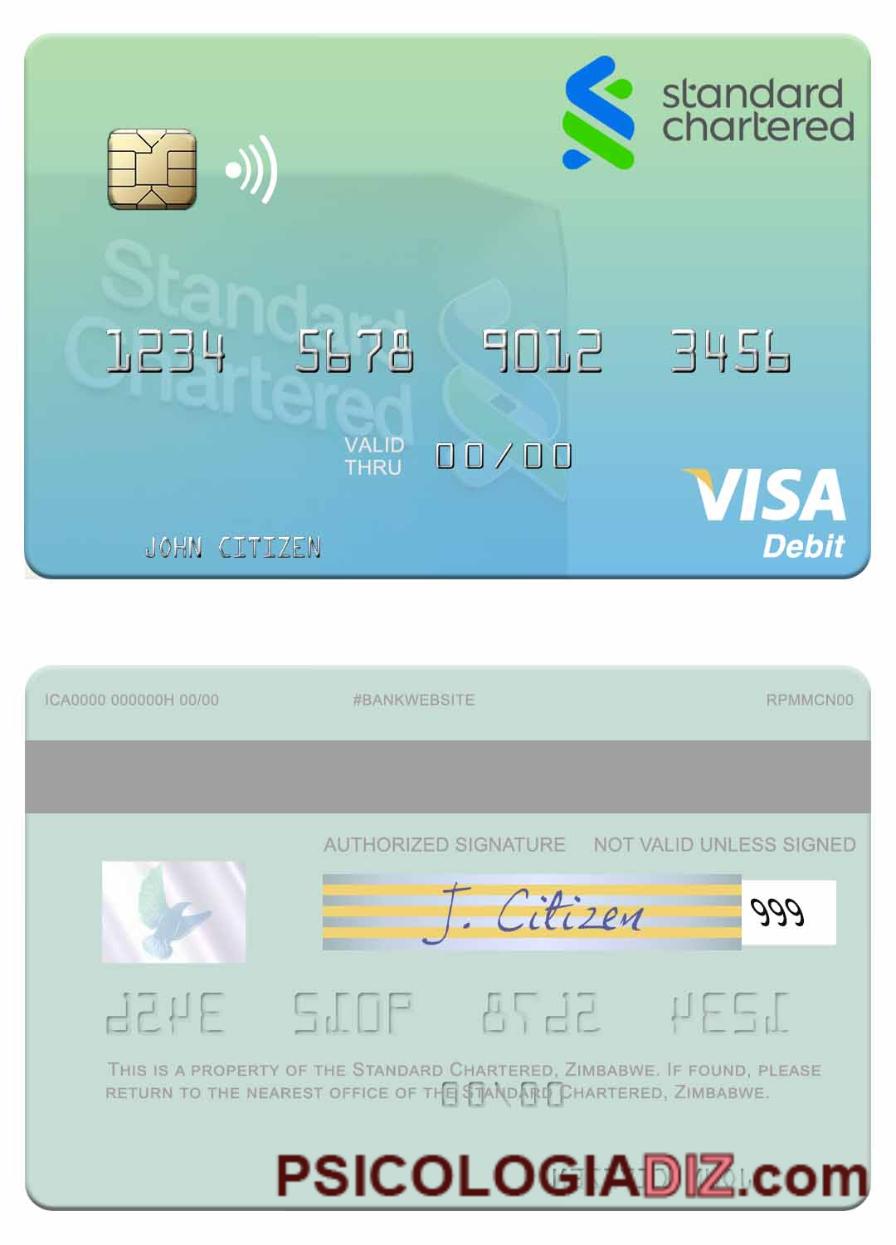 standard
chartered
Standard
Chartered
1234 5678 9012 3456
VALID
THRU 00/00
VISA
Debit
JOHN CITIZEN
ICA0000 000000H 00/00 #BANKWEBSITE RPMMCN00
AUTHORIZED SIGNATURE NOT VALID UNLESS SIGNED
J. Citizen 999
THIS IS A PROPERTY OF THE STANDARD CHARTERED, ZIMBABWE. IF FOUND, PLEASE
RETURN TO THE NEAREST OFFICE OF THE STANDARD CHARTERED, ZIMBABWE.
PSICOLOGIADIZ.com